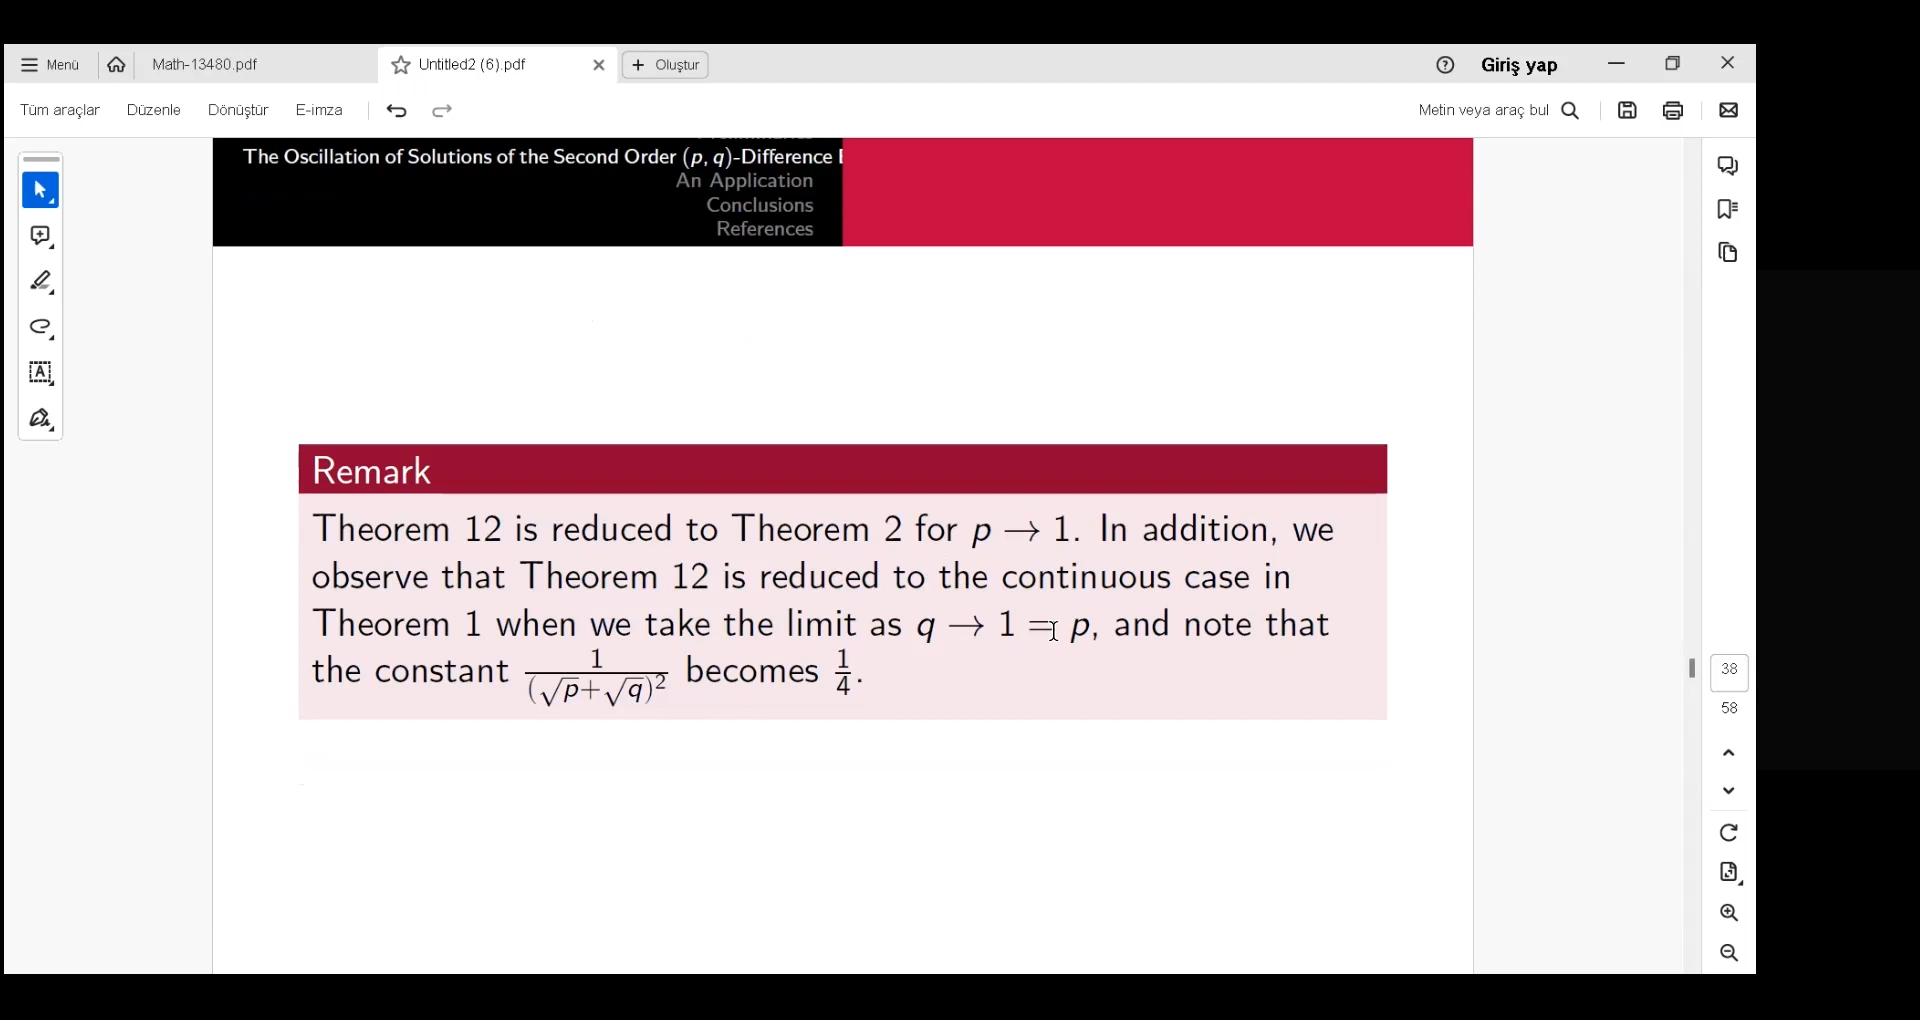 Menü
Math-13480.pdf
Untitled2 (6).pdf
Oluştur
Giriş yap
Tüm araçlar
Düzenle
Dönüştür
E-imza
Metin veya araç bul
The Oscillation of Solutions of the Second Order (p, q)-Difference E
An Application
Conclusions
References
Remark
Theorem 12 is reduced to Theorem 2 for p → 1. In addition, we
observe that Theorem 12 is reduced to the continuous case in
Theorem 1 when we take the limit as q → 1 = p, and note that
the constant 1/(√p+√q)² becomes 1/4.
38
58